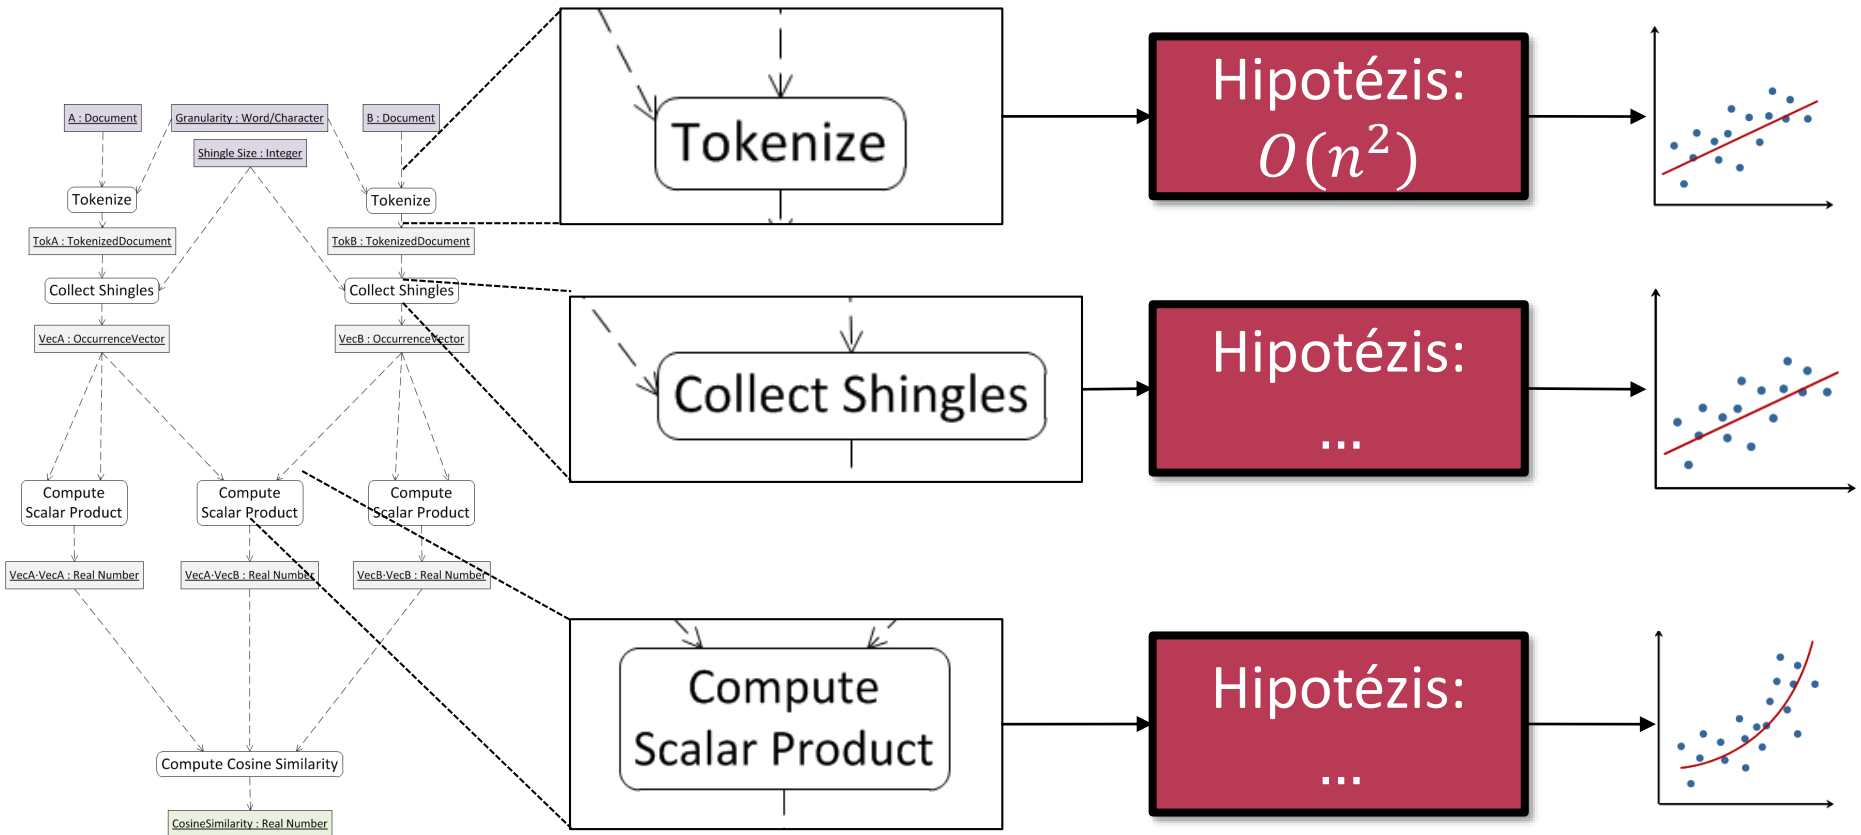 A : Document
Granularity : Word/Character
B : Document
Shingle Size : Integer
Tokenize
Tokenize
TokA : TokenizedDocument
TokB : TokenizedDocument
Collect Shingles
Collect Shingles
VecA : OccurrenceVector
VecB : OccurrenceVector
Compute
Scalar Product
Compute
Scalar Product
Compute
Scalar Product
VecA·VecA : Real Number
VecA·VecB : Real Number
VecB·VecB : Real Number
Compute Cosine Similarity
CosineSimilarity : Real Number
Tokenize
Hipotézis:
O(n²)
Collect Shingles
Hipotézis:
...
Compute
Scalar Product
Hipotézis:
...